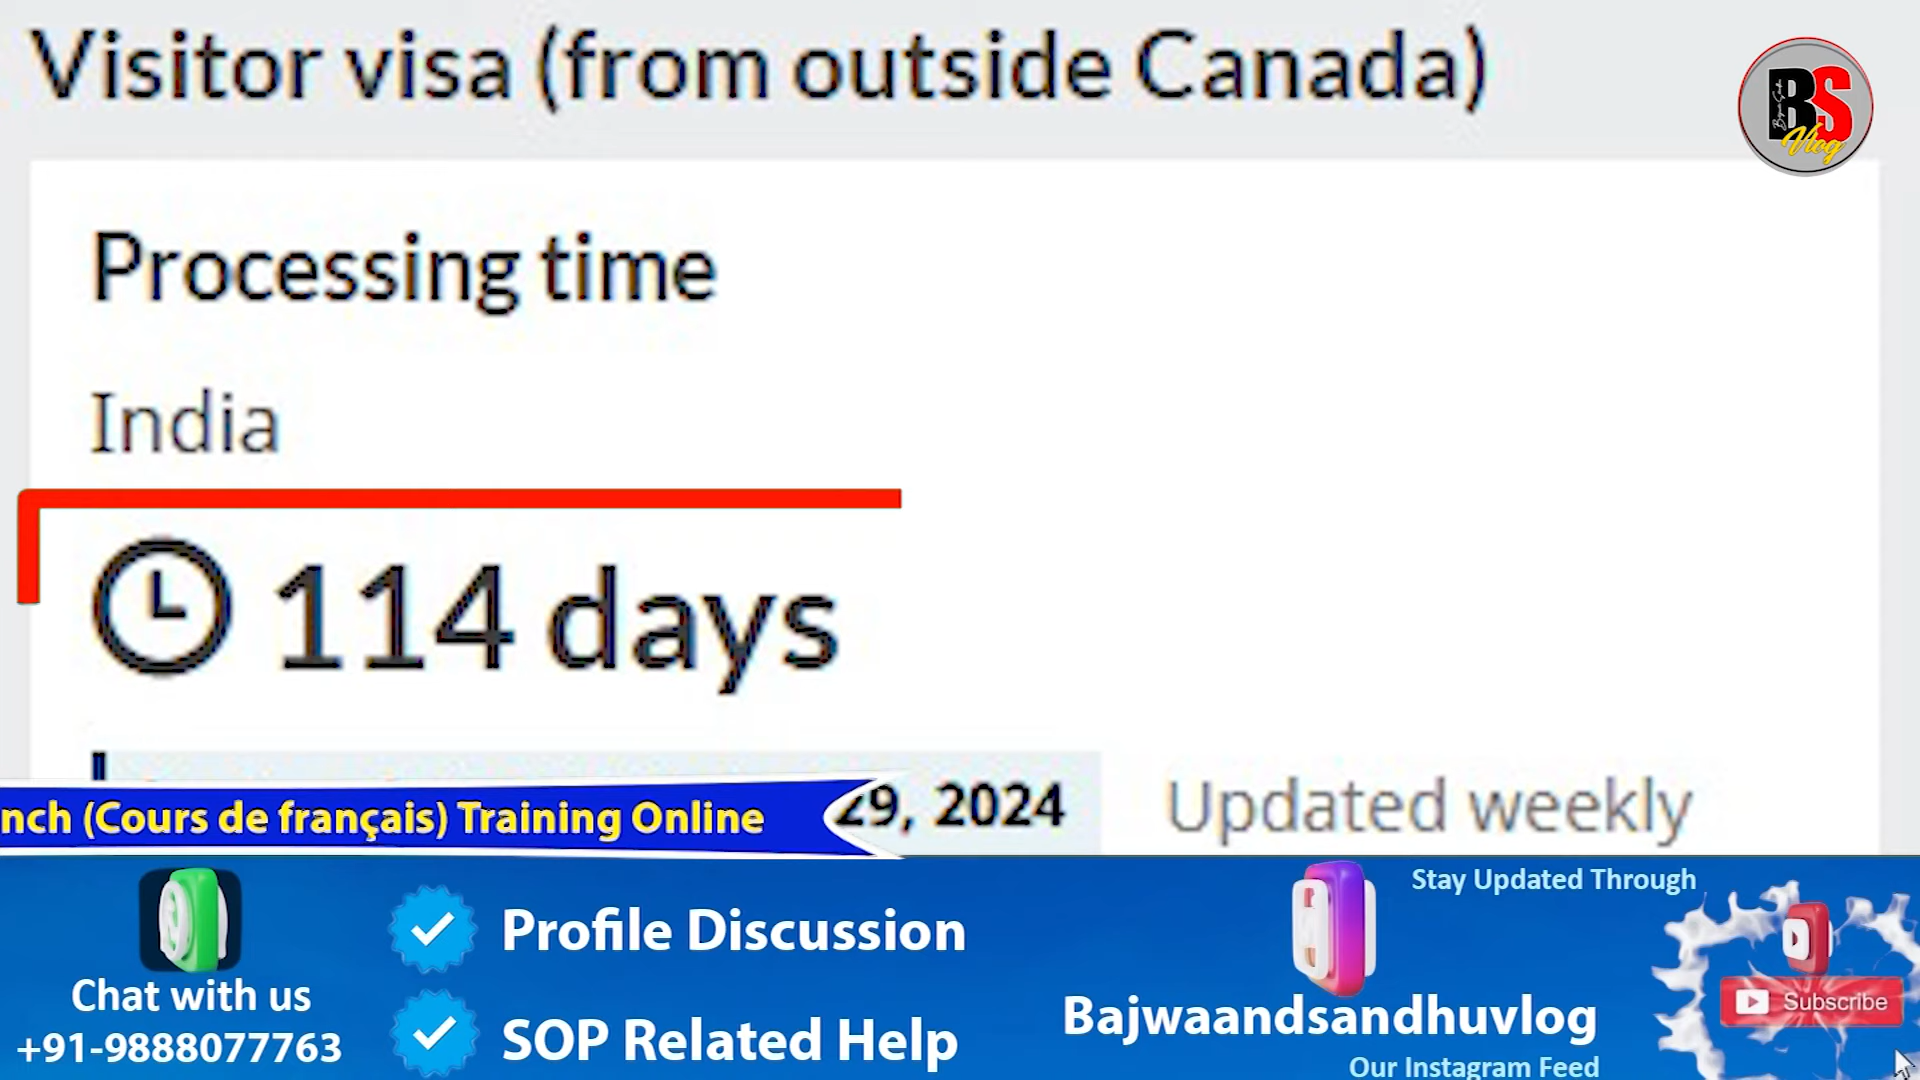 Visitor visa (from outside Canada)
BS
Vlog
Processing time
India
114 days
29, 2024
Updated weekly
nch (Cours de français) Training Online
Chat with us
+91-9888077763
Profile Discussion
SOP Related Help
Stay Updated Through
Bajwaandsandhuvlog
Our Instagram Feed
Subscribe